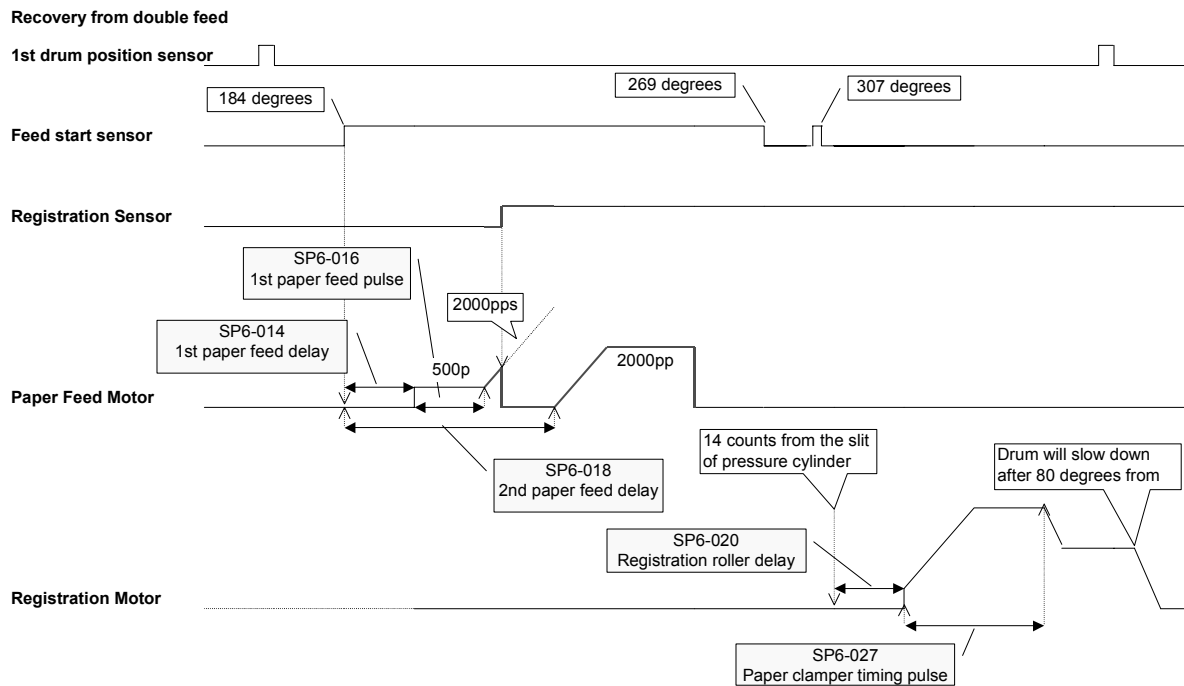 Recovery from double feed
1st drum position sensor
184 degrees
269 degrees
307 degrees
Feed start sensor
Registration Sensor
SP6-016
1st paper feed pulse
2000pps
SP6-014
1st paper feed delay
500p
2000pp
Paper Feed Motor
14 counts from the slit
of pressure cylinder
Drum will slow down
after 80 degrees from
SP6-018
2nd paper feed delay
SP6-020
Registration roller delay
Registration Motor
SP6-027
Paper clamper timing pulse